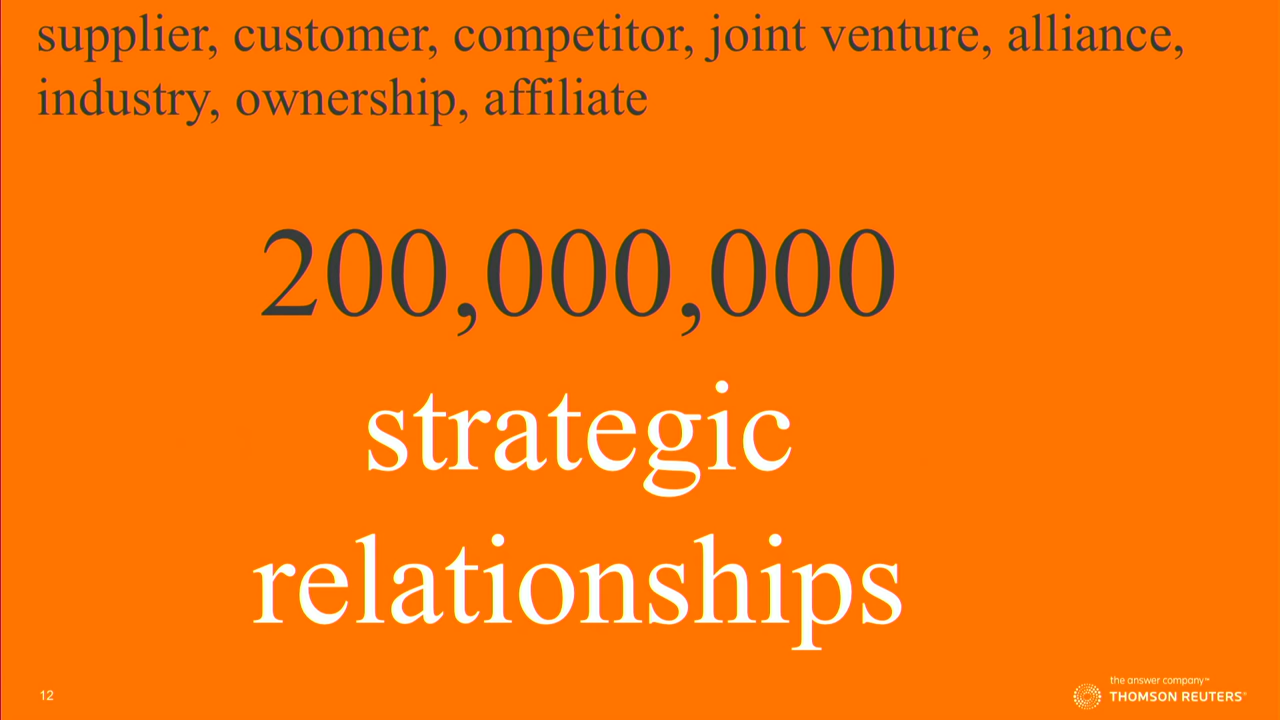 supplier, customer, competitor, joint venture, alliance,
industry, ownership, affiliate
200,000,000
strategic
relationships
12
the answer company™
THOMSON REUTERS®